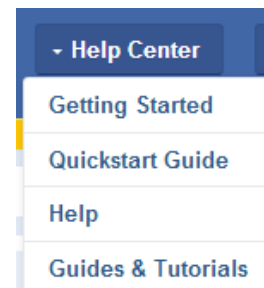 Help Center
Getting Started
Quickstart Guide
Help
Guides & Tutorials